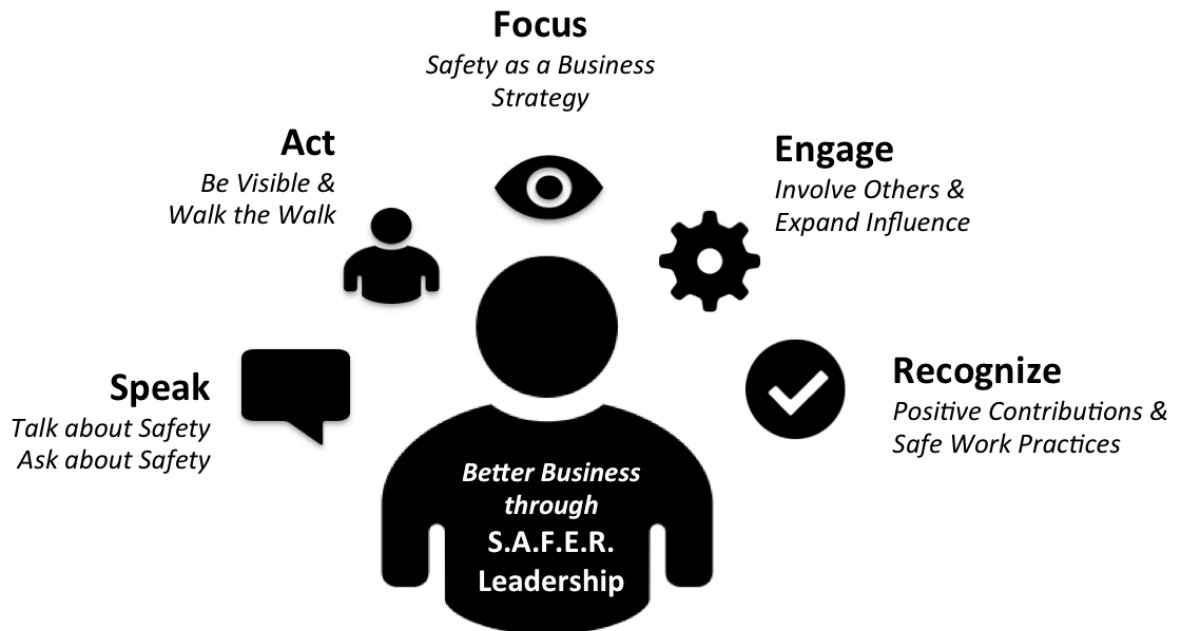 Focus
Safety as a Business
Strategy
Act
Be Visible &
Walk the Walk
Engage
Involve Others &
Expand Influence
Speak
Talk about Safety
Ask about Safety
Recognize
Positive Contributions &
Safe Work Practices
Better Business
through
S.A.F.E.R.
Leadership